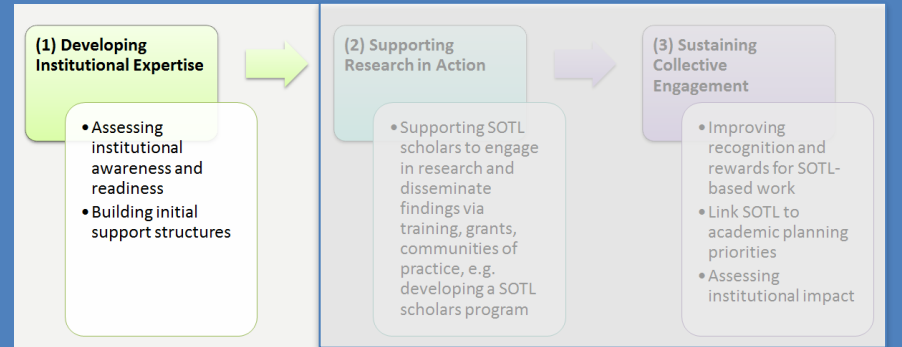 (1) Developing
Institutional Expertise
• Assessing
institutional
awareness and
readiness
• Building initial
support structures
(2) Supporting
Research in Action
• Supporting SOTL
scholars to engage
in research and
disseminate
findings via
training, grants,
communities of
practice, e.g.
developing a SOTL
scholars program
(3) Sustaining
Collective
Engagement
• Improving
recognition and
rewards for SOTL-
based work
• Link SOTL to
academic planning
priorities
• Assessing
institutional impact